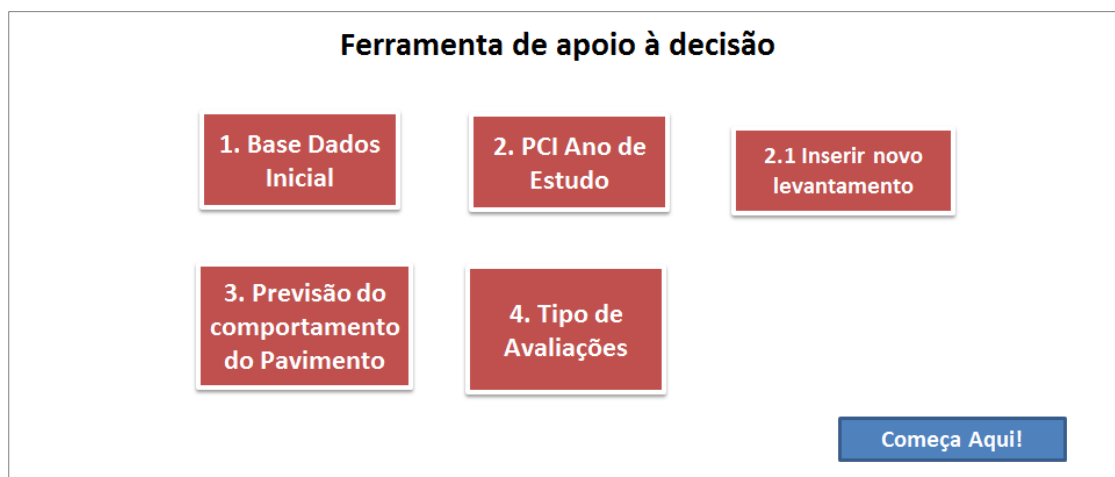 Ferramenta de apoio à decisão
1. Base Dados
Inicial
2. PCI Ano de
Estudo
2.1 Inserir novo
levantamento
3. Previsão do
comportamento
do Pavimento
4. Tipo de
Avaliações
Começa Aqui!